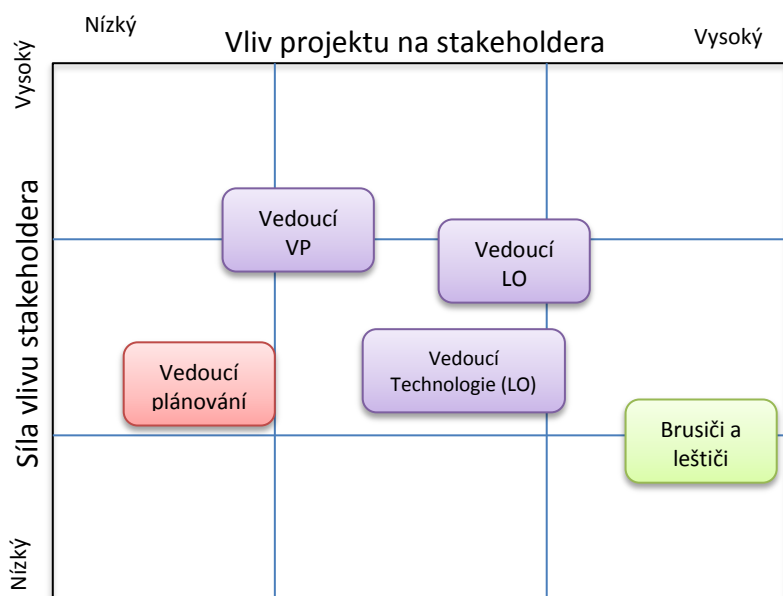 Nízký
Vliv projektu na stakeholdera
Vysoký
Vysoký
Síla vlivu stakeholdera
Nízký
Vedoucí
VP
Vedoucí
LO
Vedoucí
plánování
Vedoucí
Technologie (LO)
Brusiči a
leštiči